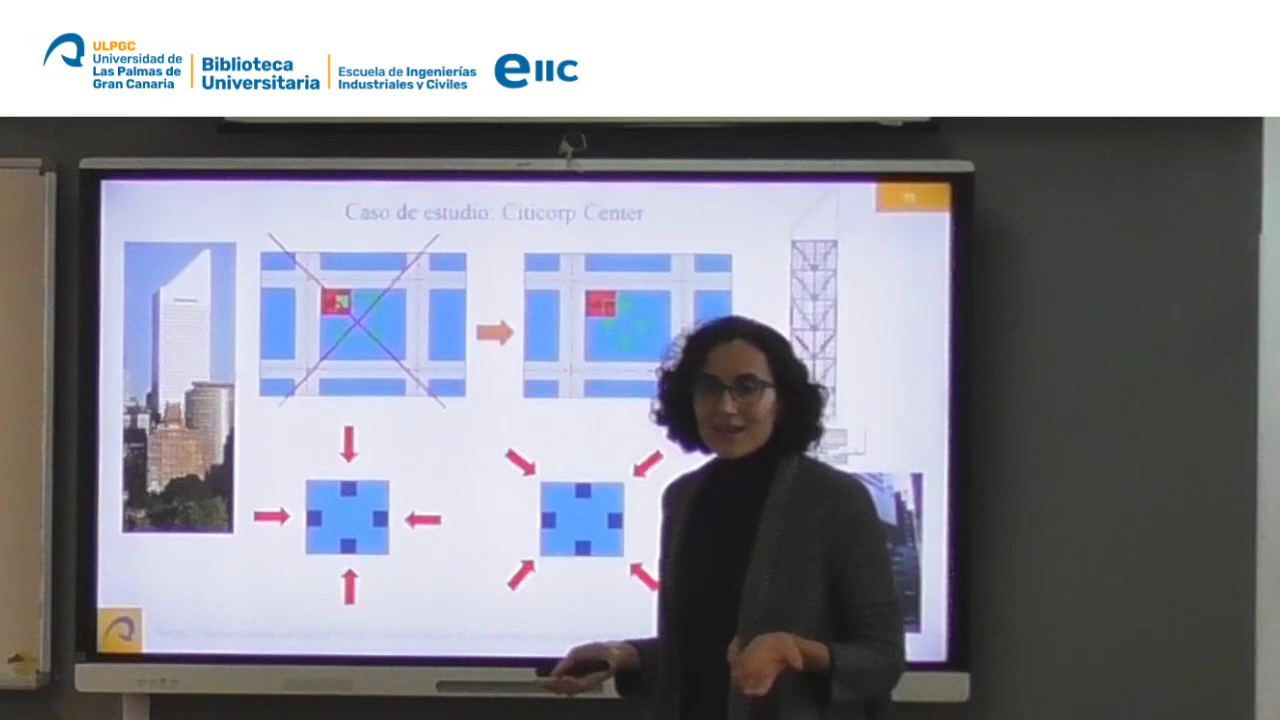 ULPGC
Universidad de
Las Palmas de
Gran Canaria
Biblioteca
Universitaria
Escuela de Ingenierías
Industriales y Civiles
eiic
Caso de estudio: Citicorp Center